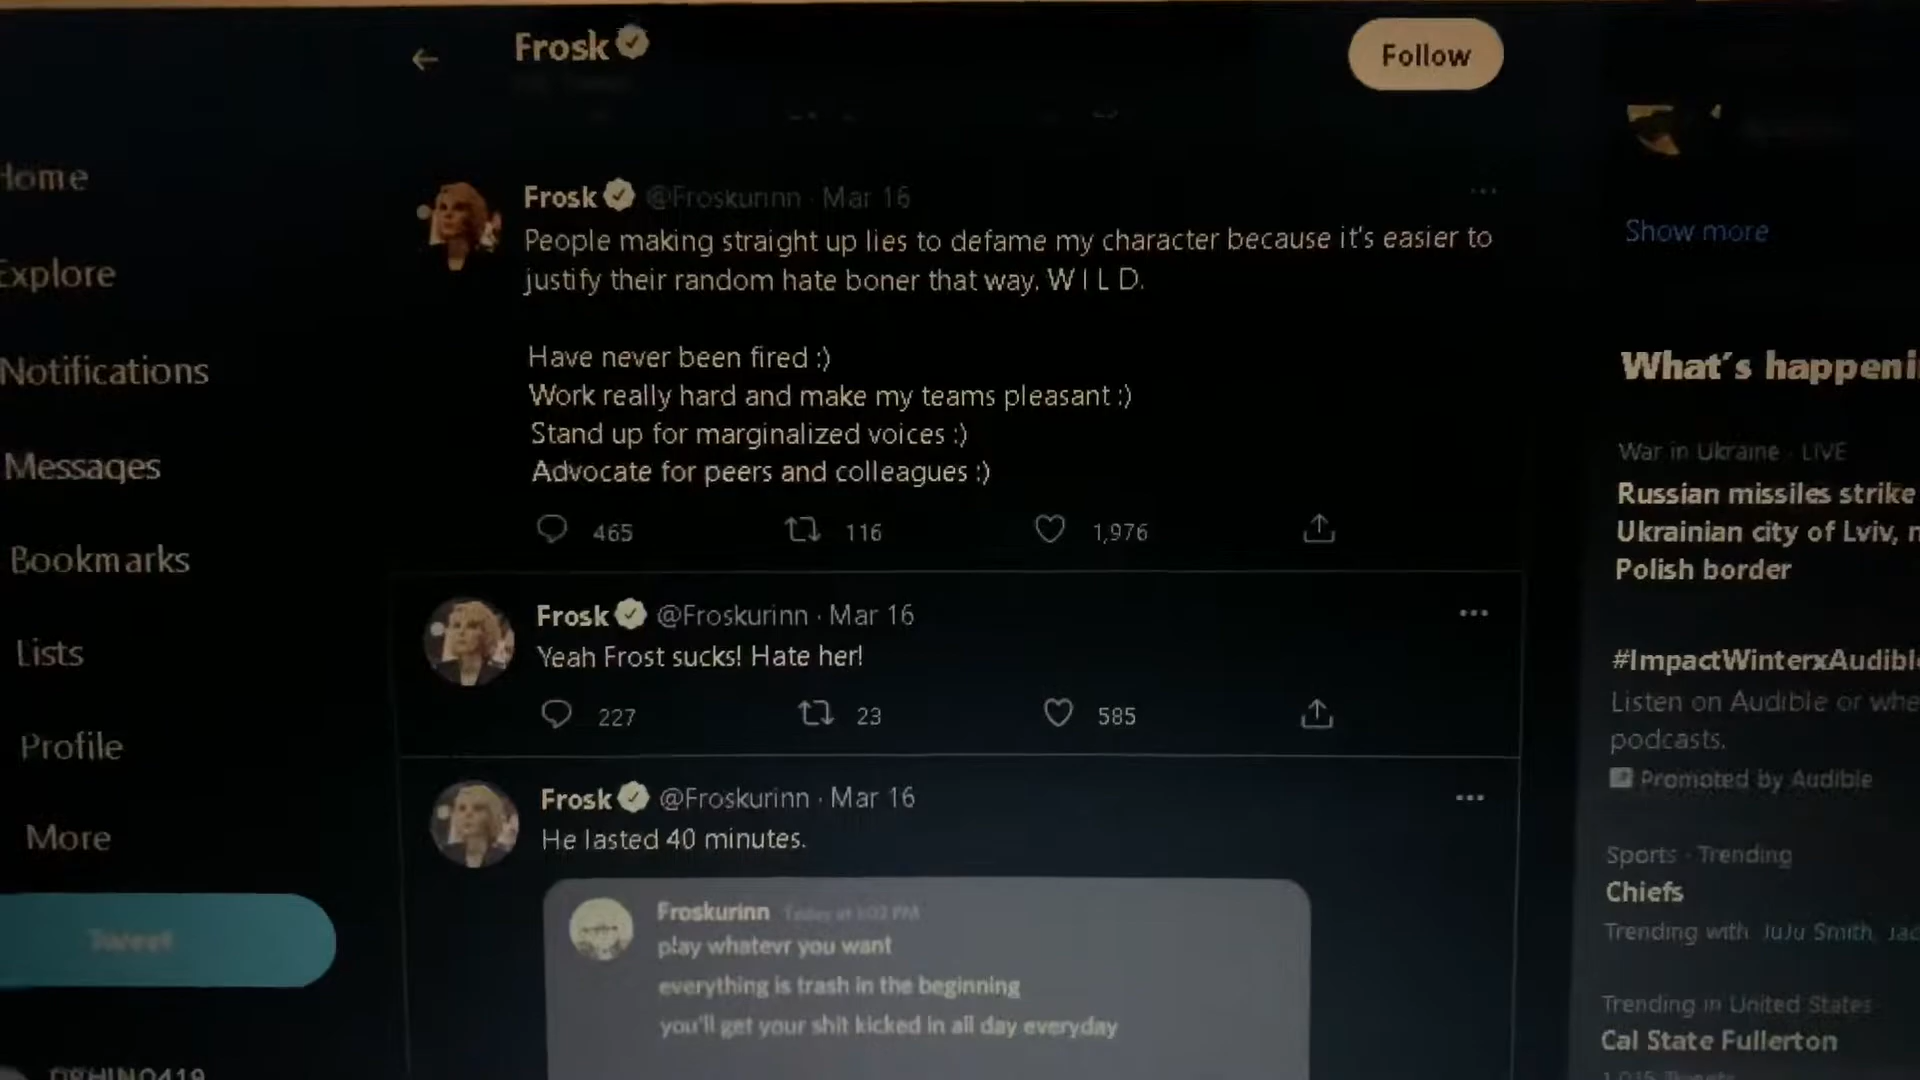 Frosk
Follow
Home
Explore
Notifications
Messages
Bookmarks
Lists
Profile
More
Tweet
Frosk @Froskurinn · Mar 16
People making straight up lies to defame my character because it's easier to
justify their random hate boner that way. W I L D.
Have never been fired :)
Work really hard and make my teams pleasant :)
Stand up for marginalized voices :)
Advocate for peers and colleagues :)
465 116 1,976
Frosk @Froskurinn · Mar 16
Yeah Frost sucks! Hate her!
227 23 585
Frosk @Froskurinn · Mar 16
He lasted 40 minutes.
Froskurinn Today at
play whatevr you want
everything is trash in the beginning
you'll get your shit kicked in all day everyday
Show more
What's happeni
War in Ukraine · LIVE
Russian missiles strike
Ukrainian city of Lviv, n
Polish border
#ImpactWinterxAudible
Listen on Audible or whe
podcasts.
Promoted by Audible
Sports · Trending
Chiefs
Trending with JuJu Smith, Jac
Trending in United States
Cal State Fullerton